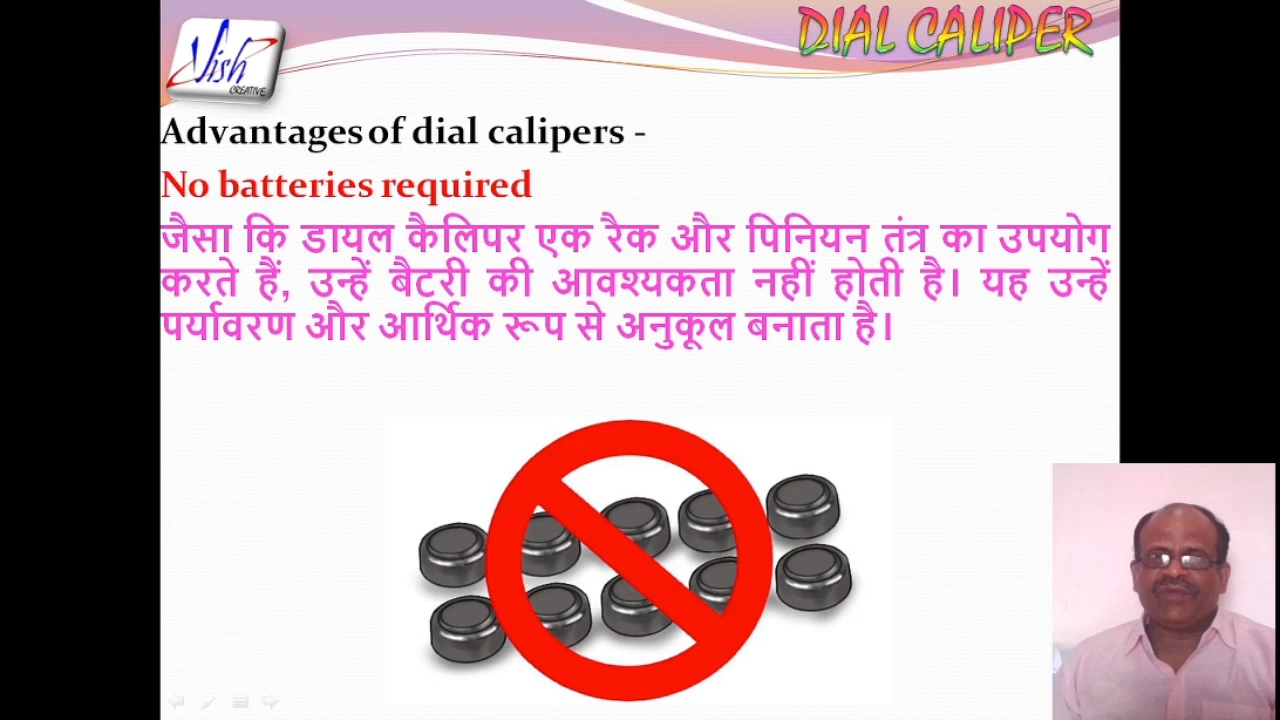 Vish
CREATIVE
DIAL CALIPER
Advantages of dial calipers -
No batteries required
जैसा कि डायल कैलिपर एक रैक और पिनियन तंत्र का उपयोग
करते हैं, उन्हें बैटरी की आवश्यकता नहीं होती है। यह उन्हें
पर्यावरण और आर्थिक रूप से अनुकूल बनाता है।